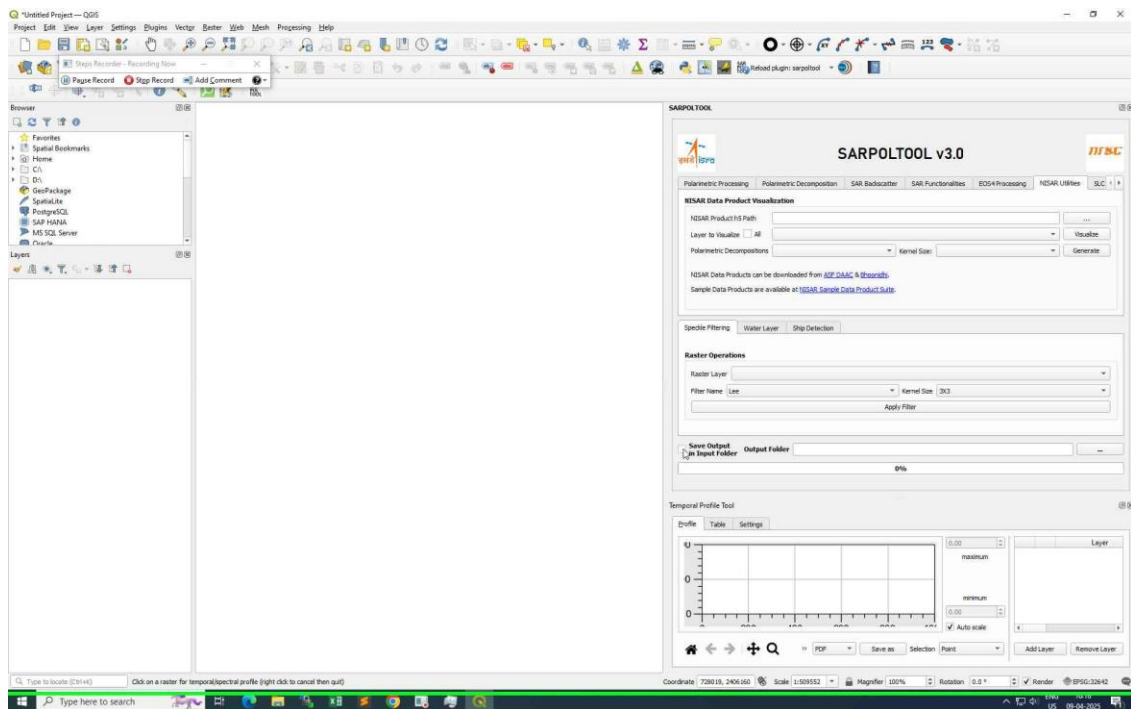 *Untitled Project — QGIS
Project Edit View Layer Settings Plugins Vector Raster Web Mesh Processing Help
Steps Recorder - Recording Now
Pause Record Stop Record Add Comment
Reload plugin: sarpoltool
Browser
Favorites
Spatial Bookmarks
Home
C:\
D:\
GeoPackage
SpatiaLite
PostgreSQL
SAP HANA
MS SQL Server
Oracle
Layers
SARPOLTOOL
इसरो isro
SARPOLTOOL v3.0
nrsc
Polarimetric Processing Polarimetric Decomposition SAR Backscatter SAR Functionalities EOS4 Processing NISAR Utilities SLC
NISAR Data Product Visualization
NISAR Product h5 Path ...
Layer to Visualize All Visualize
Polarimetric Decompositions Kernel Size: Generate
NISAR Data Products can be downloaded from ASF DAAC & Bhoonidhi.
Sample Data Products are available at NISAR Sample Data Product Suite.
Speckle Filtering Water Layer Ship Detection
Raster Operations
Raster Layer
Filter Name Lee Kernel Size 3X3
Apply Filter
Save Output in Input Folder Output Folder ...
0%
Temporal Profile Tool
Profile Table Settings
0.00
maximum
minimum
0.00
Auto scale
Layer
PDF Save as Selection Point Add Layer Remove Layer
Type to locate (Ctrl+K) Click on a raster for temporal/spectral profile (right click to cancel then quit) Coordinate 728019, 2406160 Scale 1:509552 Magnifier 100% Rotation 0.0 ° Render EPSG:32642
Type here to search
ENG
US 09-04-2025